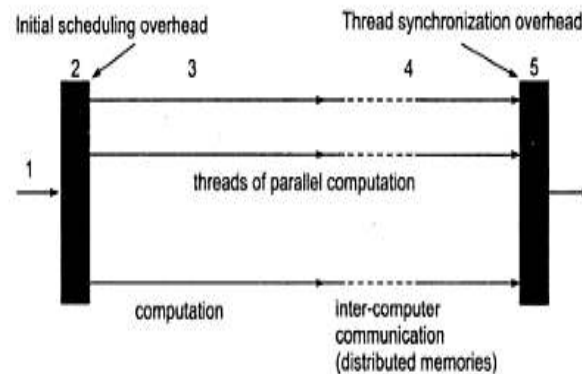 Initial scheduling overhead
Thread synchronization overhead
2
3
4
5
1
threads of parallel computation
computation
inter-computer
communication
(distributed memories)